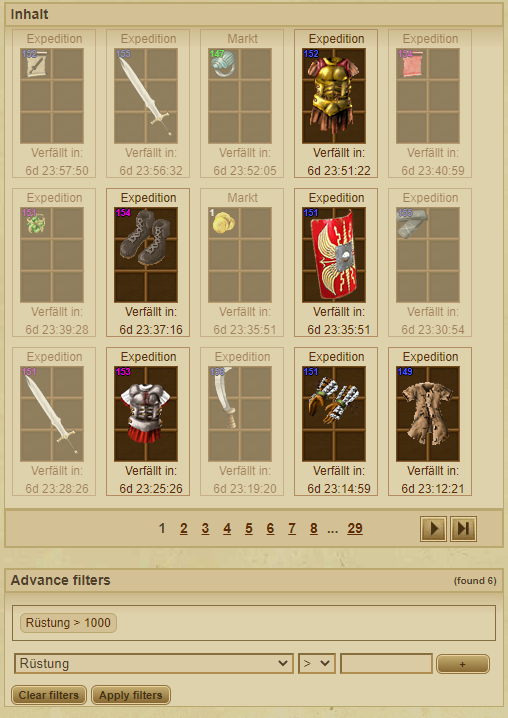 Inhalt
Expedition Expedition Markt Expedition Expedition
155 147 152
Verfällt in: Verfällt in: Verfällt in: Verfällt in: Verfällt in:
6d 23:57:50 6d 23:56:32 6d 23:52:05 6d 23:51:22 6d 23:40:59
Expedition Expedition Markt Expedition Expedition
154 1 151
Verfällt in: Verfällt in: Verfällt in: Verfällt in: Verfällt in:
6d 23:39:28 6d 23:37:16 6d 23:35:51 6d 23:35:51 6d 23:30:54
Expedition Expedition Expedition Expedition Expedition
151 153 151 149
Verfällt in: Verfällt in: Verfällt in: Verfällt in: Verfällt in:
6d 23:28:26 6d 23:25:26 6d 23:19:20 6d 23:14:59 6d 23:12:21
1 2 3 4 5 6 7 8 ... 29
Advance filters (found 6)
Rüstung > 1000
Rüstung > +
Clear filters Apply filters